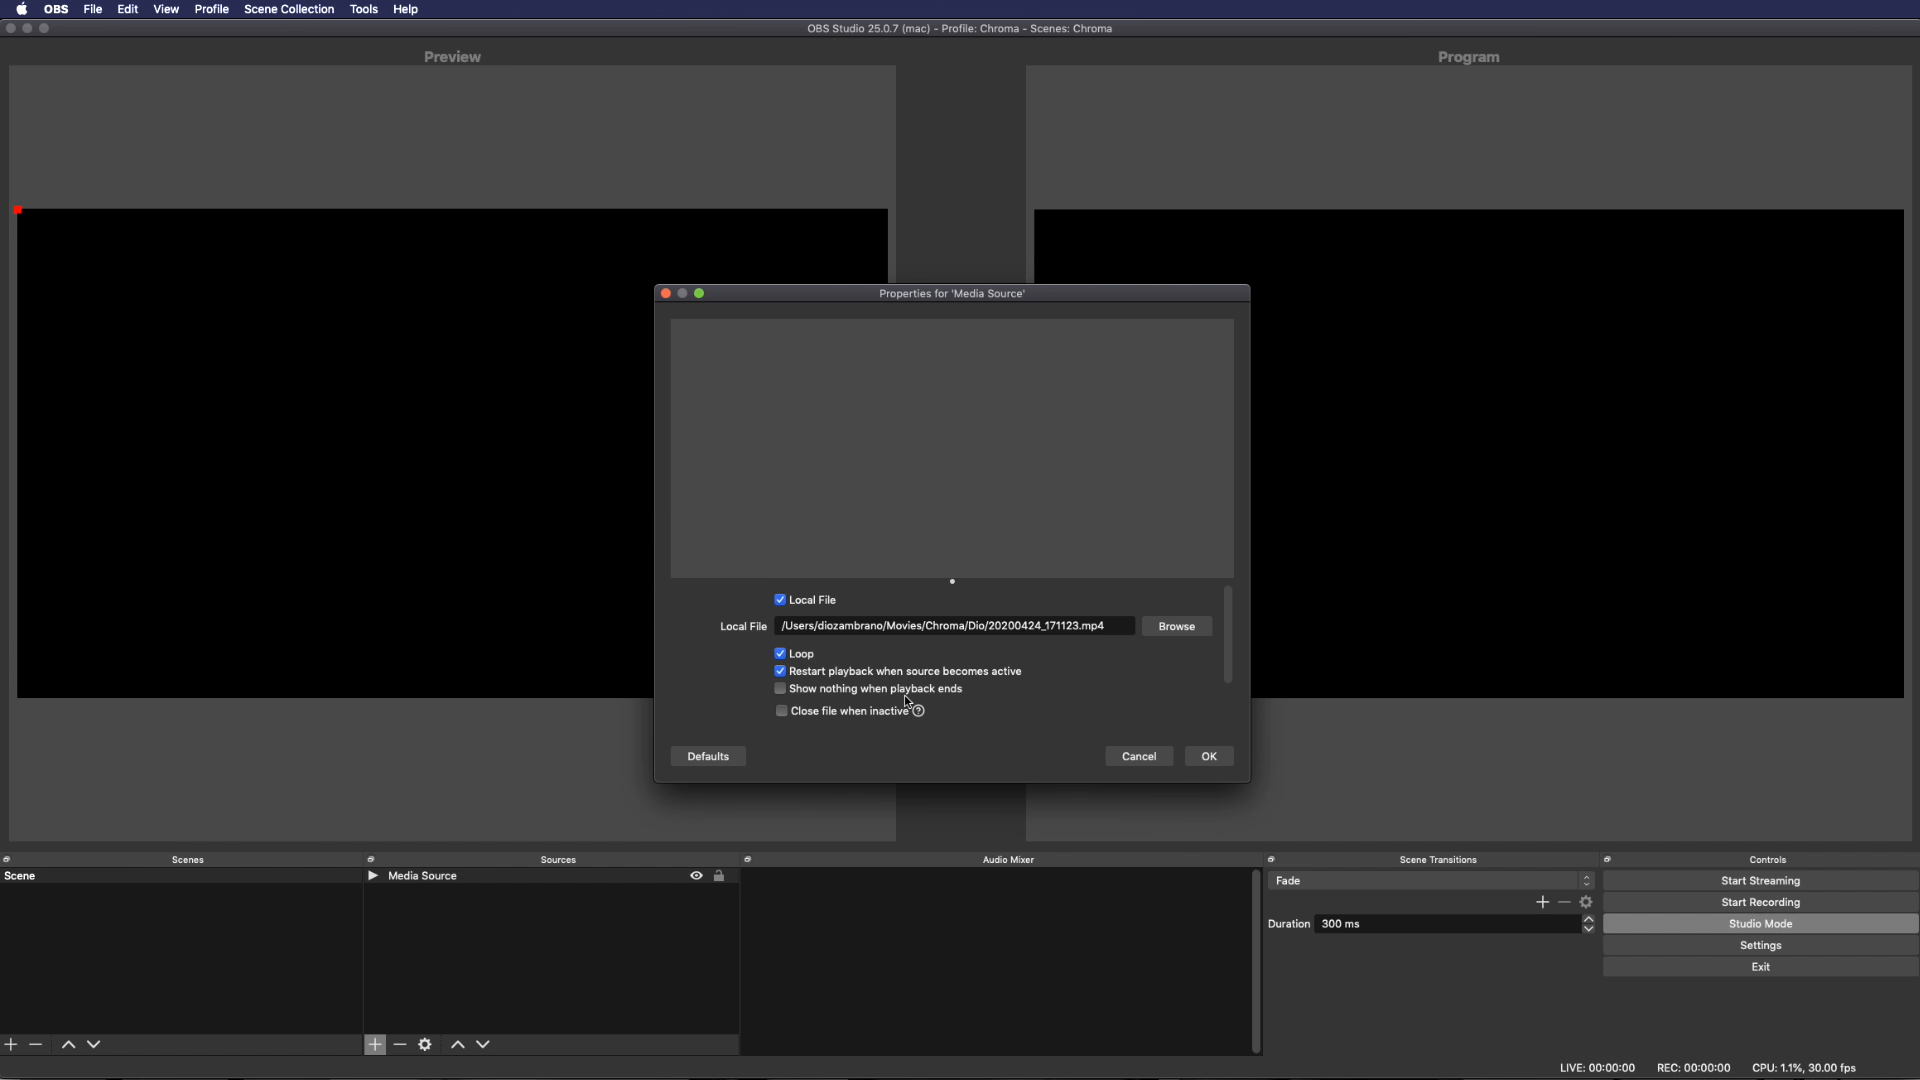 OBS File Edit View Profile Scene Collection Tools Help
OBS Studio 25.0.7 (mac) - Profile: Chroma - Scenes: Chroma
Preview
Program
Properties for 'Media Source'
Local File
Local File /Users/diozambrano/Movies/Chroma/Dio/20200424_171123.mp4 Browse
Loop
Restart playback when source becomes active
Show nothing when playback ends
Close file when inactive ?
Defaults Cancel OK
Scenes Sources Audio Mixer Scene Transitions Controls
Scene
Media Source
Fade
Duration 300 ms
Start Streaming
Start Recording
Studio Mode
Settings
Exit
LIVE: 00:00:00 REC: 00:00:00 CPU: 1.1%, 30.00 fps